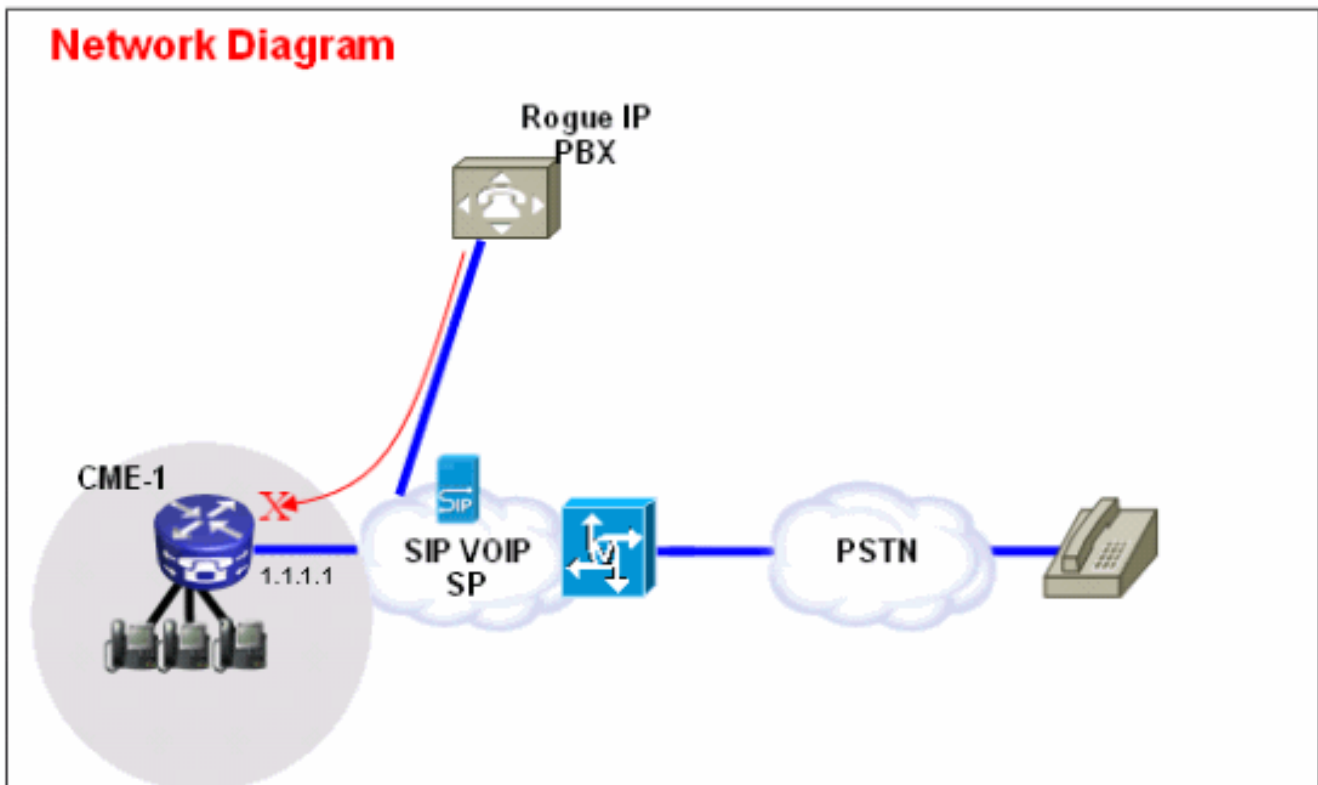 Network Diagram
Rogue IP
PBX
CME-1
X
1.1.1.1
SIP
SIP VOIP
SP
V
PSTN